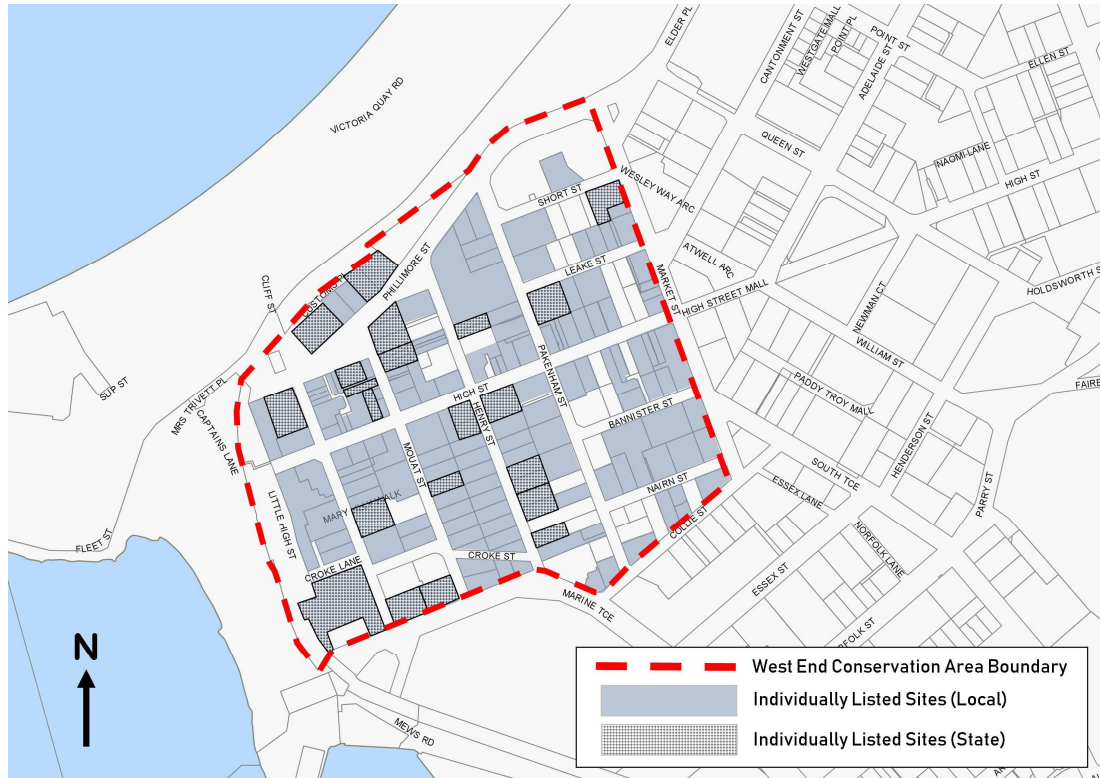 POINT ST
ELDER PL
CANTONMENT ST
WESTGATE MALL
POINT PL
ADELAIDE ST
ELLEN ST
VICTORIA QUAY RD
QUEEN ST
NAOMI LANE
HIGH ST
WESLEY WAY ARC
SHORT ST
ATWELL ARC
LEAKE ST
MARKET ST
HIGH STREET MALL
NEWMAN CT
HOLDSWORTH S
PHILLIMORE ST
CLIFF ST
WILLIAM ST
PAKENHAM ST
HIGH ST
HENRY ST
PADDY TROY MALL
FAIRE
SLIP ST
MRS TRIVETT PL
CAPTAINS LANE
BANNISTER ST
MOUAT ST
HENDERSON ST
SOUTH TCE
ESSEX LANE
NAIRN ST
PARRY ST
LITTLE HIGH ST
COLLIE ST
NORFOLK LANE
FLEET ST
CROKE LANE
CROKE ST
ESSEX ST
MARINE TCE
RFOLK ST
MEWS RD
N
West End Conservation Area Boundary
Individually Listed Sites (Local)
Individually Listed Sites (State)